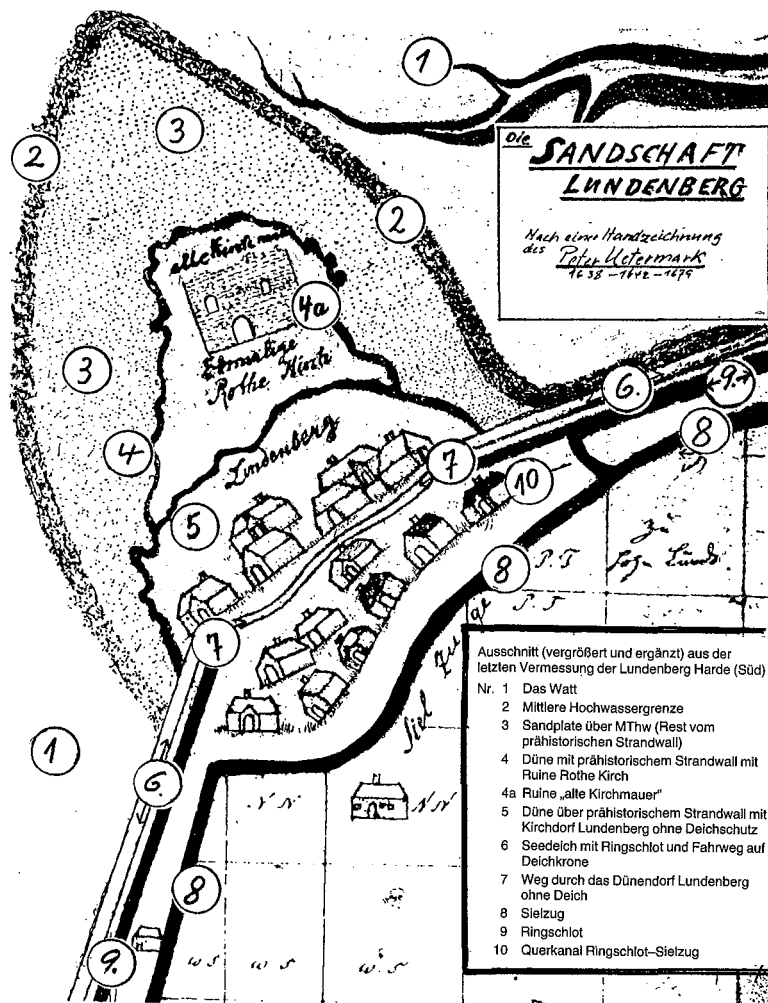 1
Die
SANDSCHAFT
LUNDENBERG
Nach einer Handzeichnung
des Peter Uetermark
1638-1642-1679
3
2
2
alte
4a
Ehemalige
Rothe Kirch
3
6.
9.
8
Lundenberg
4
7
10
5
zu
8
P. T
P. T
7
Siel Zug
1
6.
N N
N N
8
W S
W S
W. S
9.
Ausschnitt (vergrößert und ergänzt) aus der
letzten Vermessung der Lundenberg Harde (Süd)
Nr. 1 Das Watt
2 Mittlere Hochwassergrenze
3 Sandplate über MThw (Rest vom
prähistorischen Strandwall)
4 Düne mit prähistorischem Strandwall mit
Ruine Rothe Kirch
4a Ruine „alte Kirchmauer"
5 Düne über prähistorischem Strandwall mit
Kirchdorf Lundenberg ohne Deichschutz
6 Seedeich mit Ringschlot und Fahrweg auf
Deichkrone
7 Weg durch das Dünendorf Lundenberg
ohne Deich
8 Sielzug
9 Ringschlot
10 Querkanal Ringschlot–Sielzug